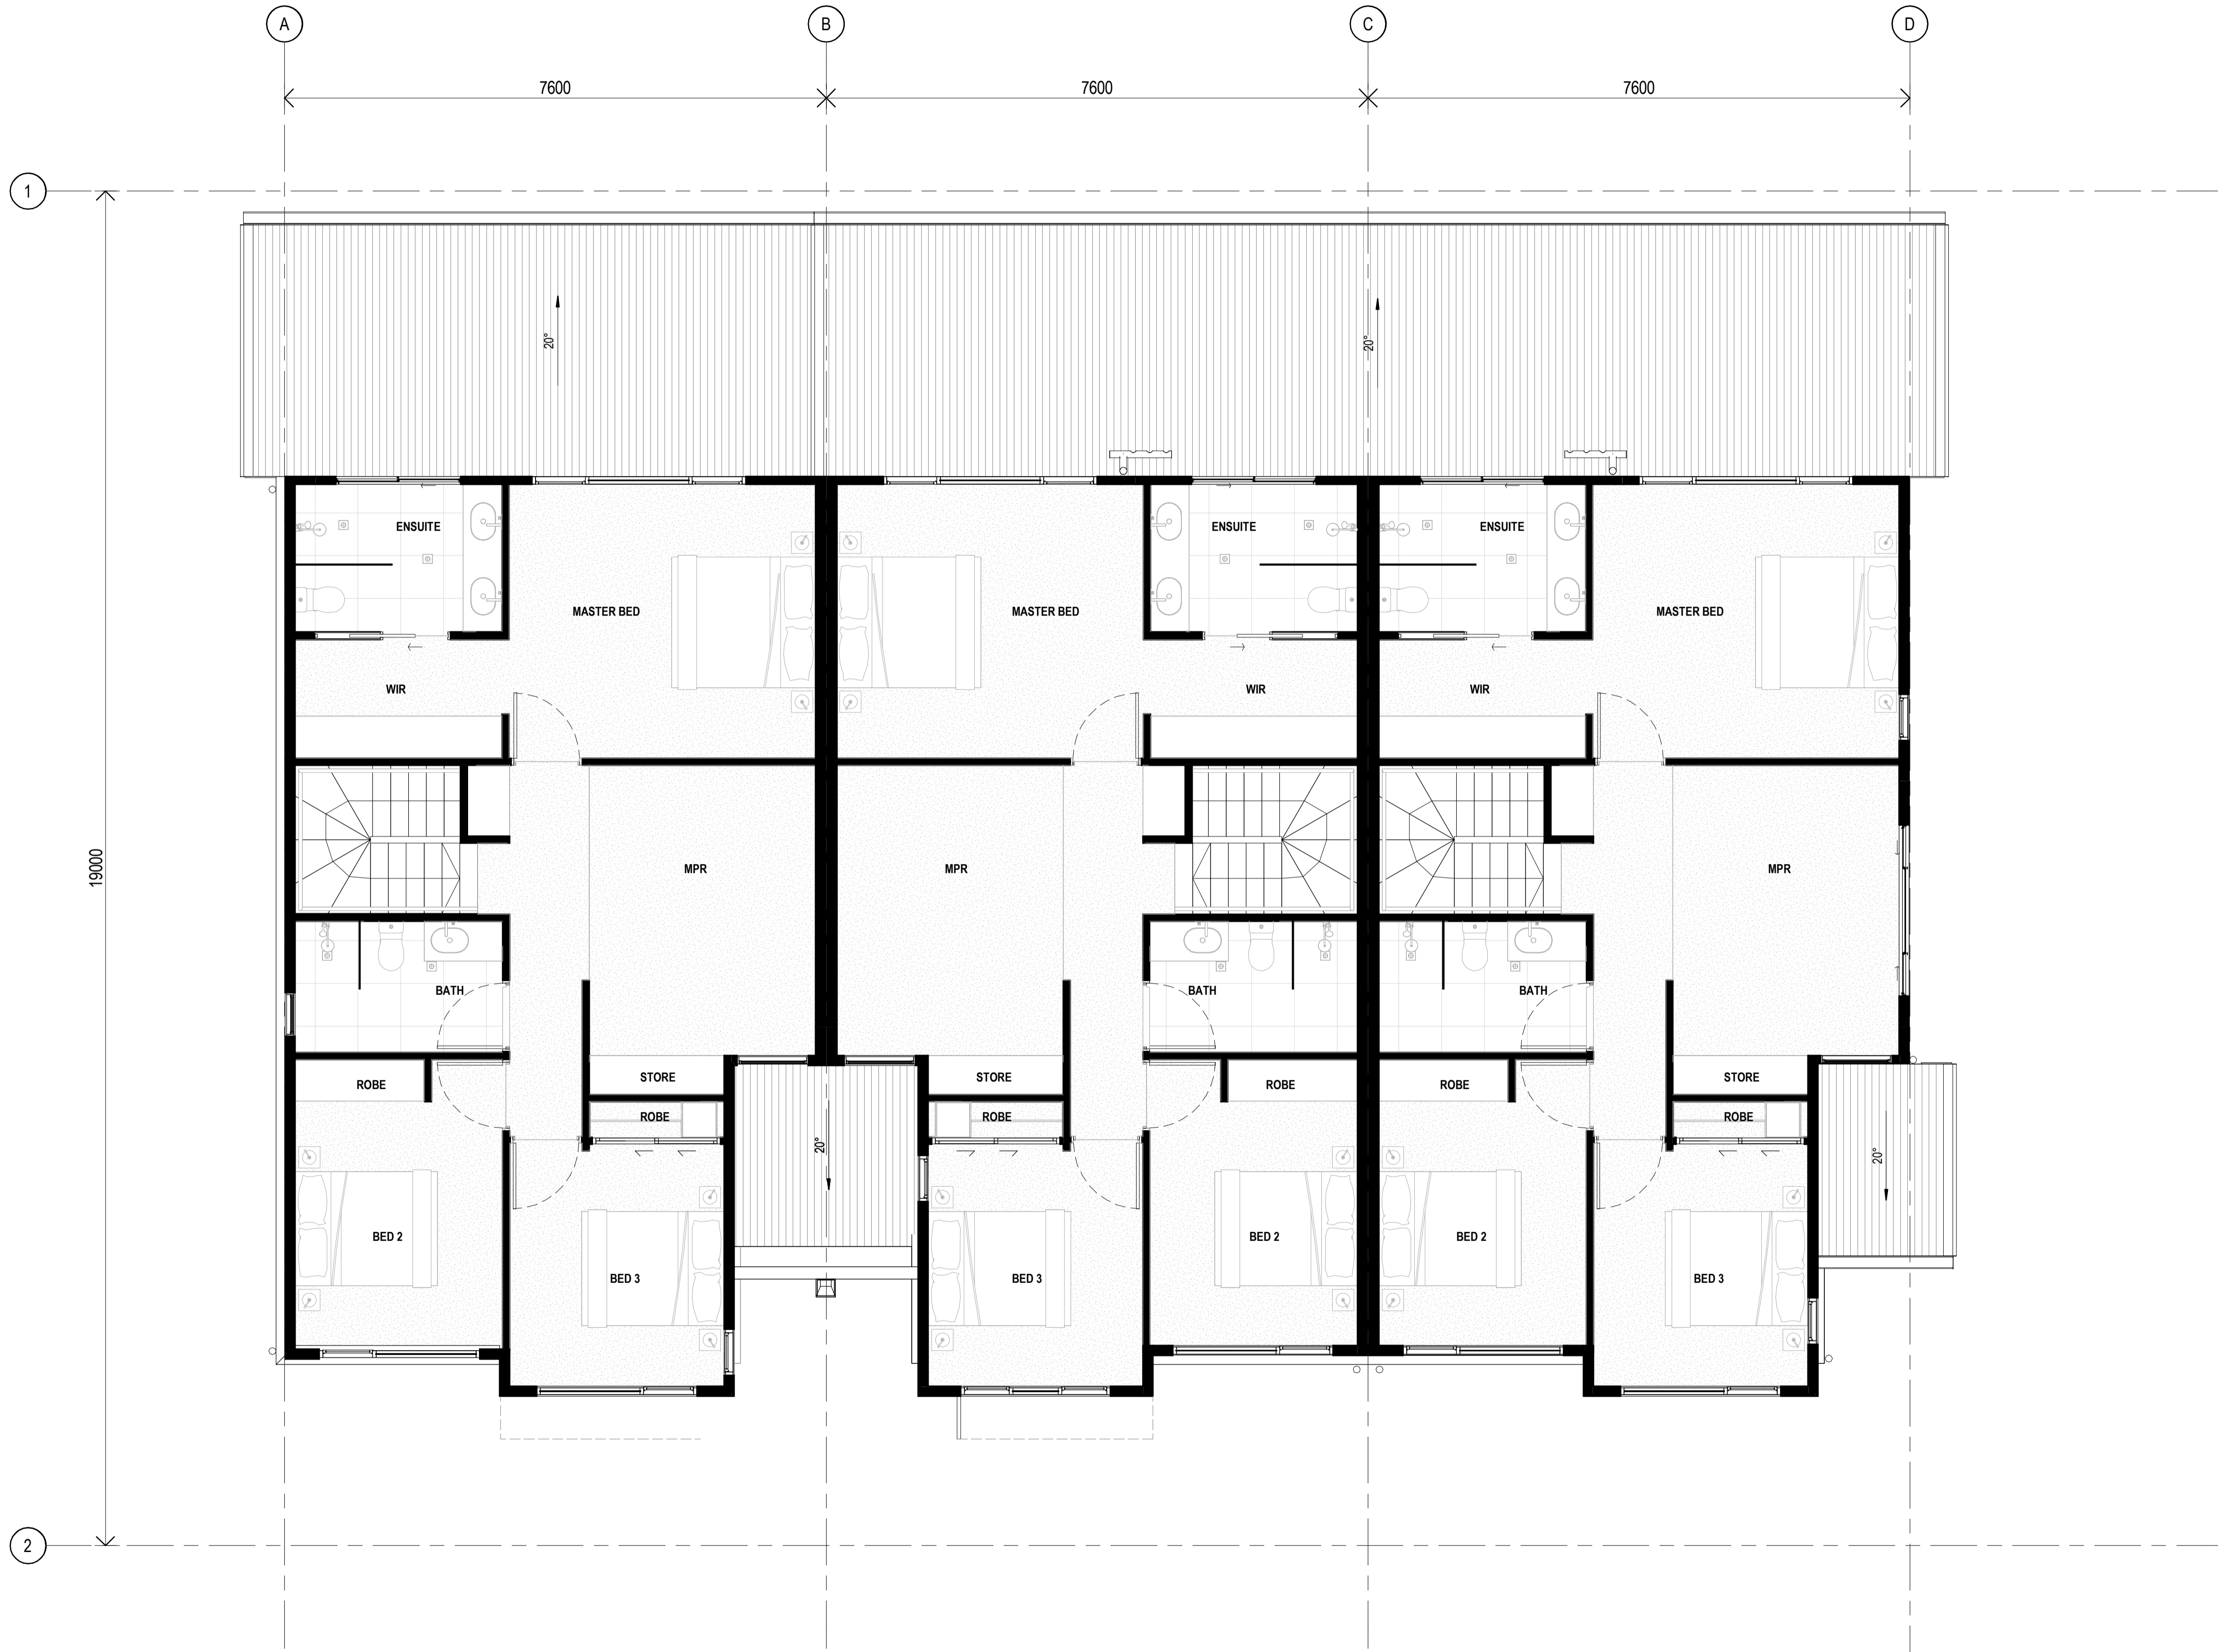 A B C D
7600 7600 7600
1
20° 20°
ENSUITE ENSUITE ENSUITE
MASTER BED MASTER BED MASTER BED
WIR WIR WIR
19000
MPR MPR MPR
BATH BATH BATH
STORE STORE STORE
ROBE ROBE ROBE
ROBE ROBE ROBE
20° 20°
BED 2 BED 2 BED 2
BED 3 BED 3 BED 3
2